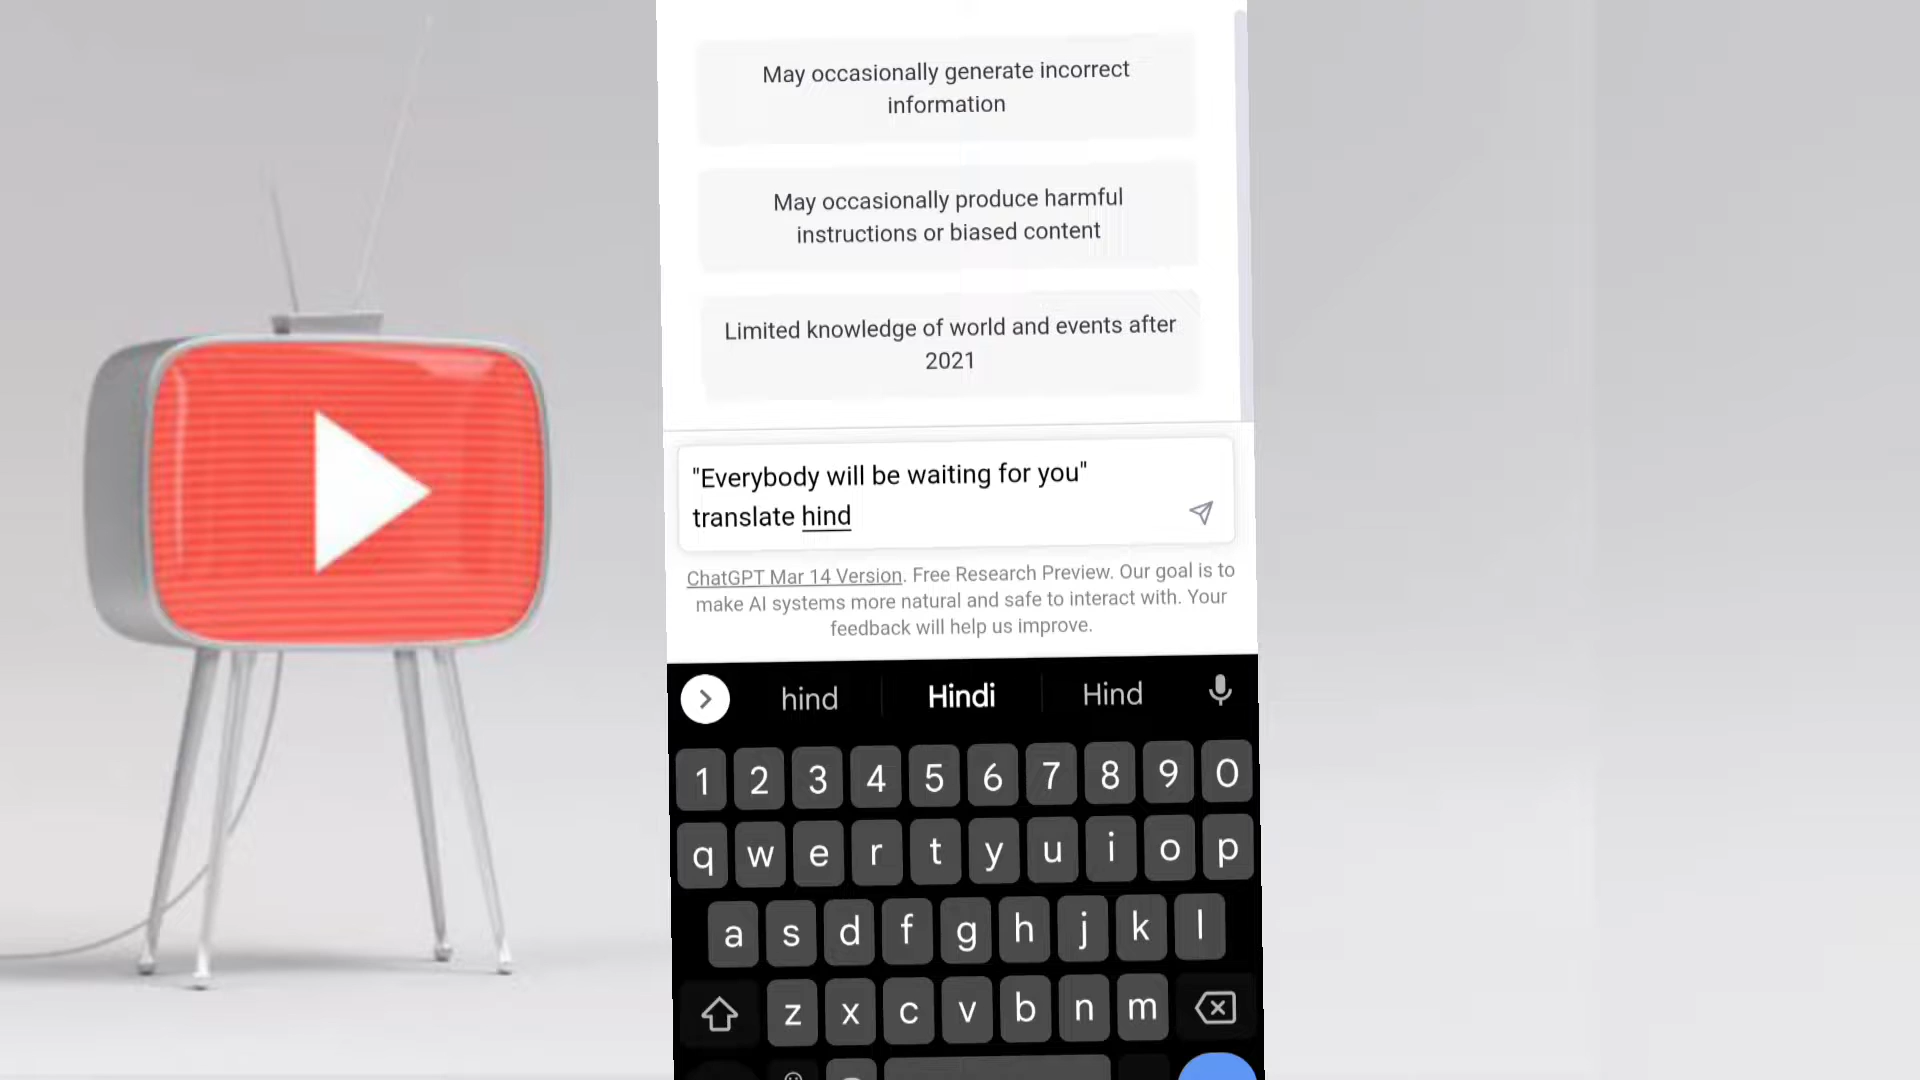 May occasionally generate incorrect
information
May occasionally produce harmful
instructions or biased content
Limited knowledge of world and events after
2021
"Everybody will be waiting for you"
translate hind
ChatGPT Mar 14 Version. Free Research Preview. Our goal is to
make AI systems more natural and safe to interact with. Your
feedback will help us improve.
hind Hindi Hind
1 2 3 4 5 6 7 8 9 0
q w e r t y u i o p
a s d f g h j k l
z x c v b n m